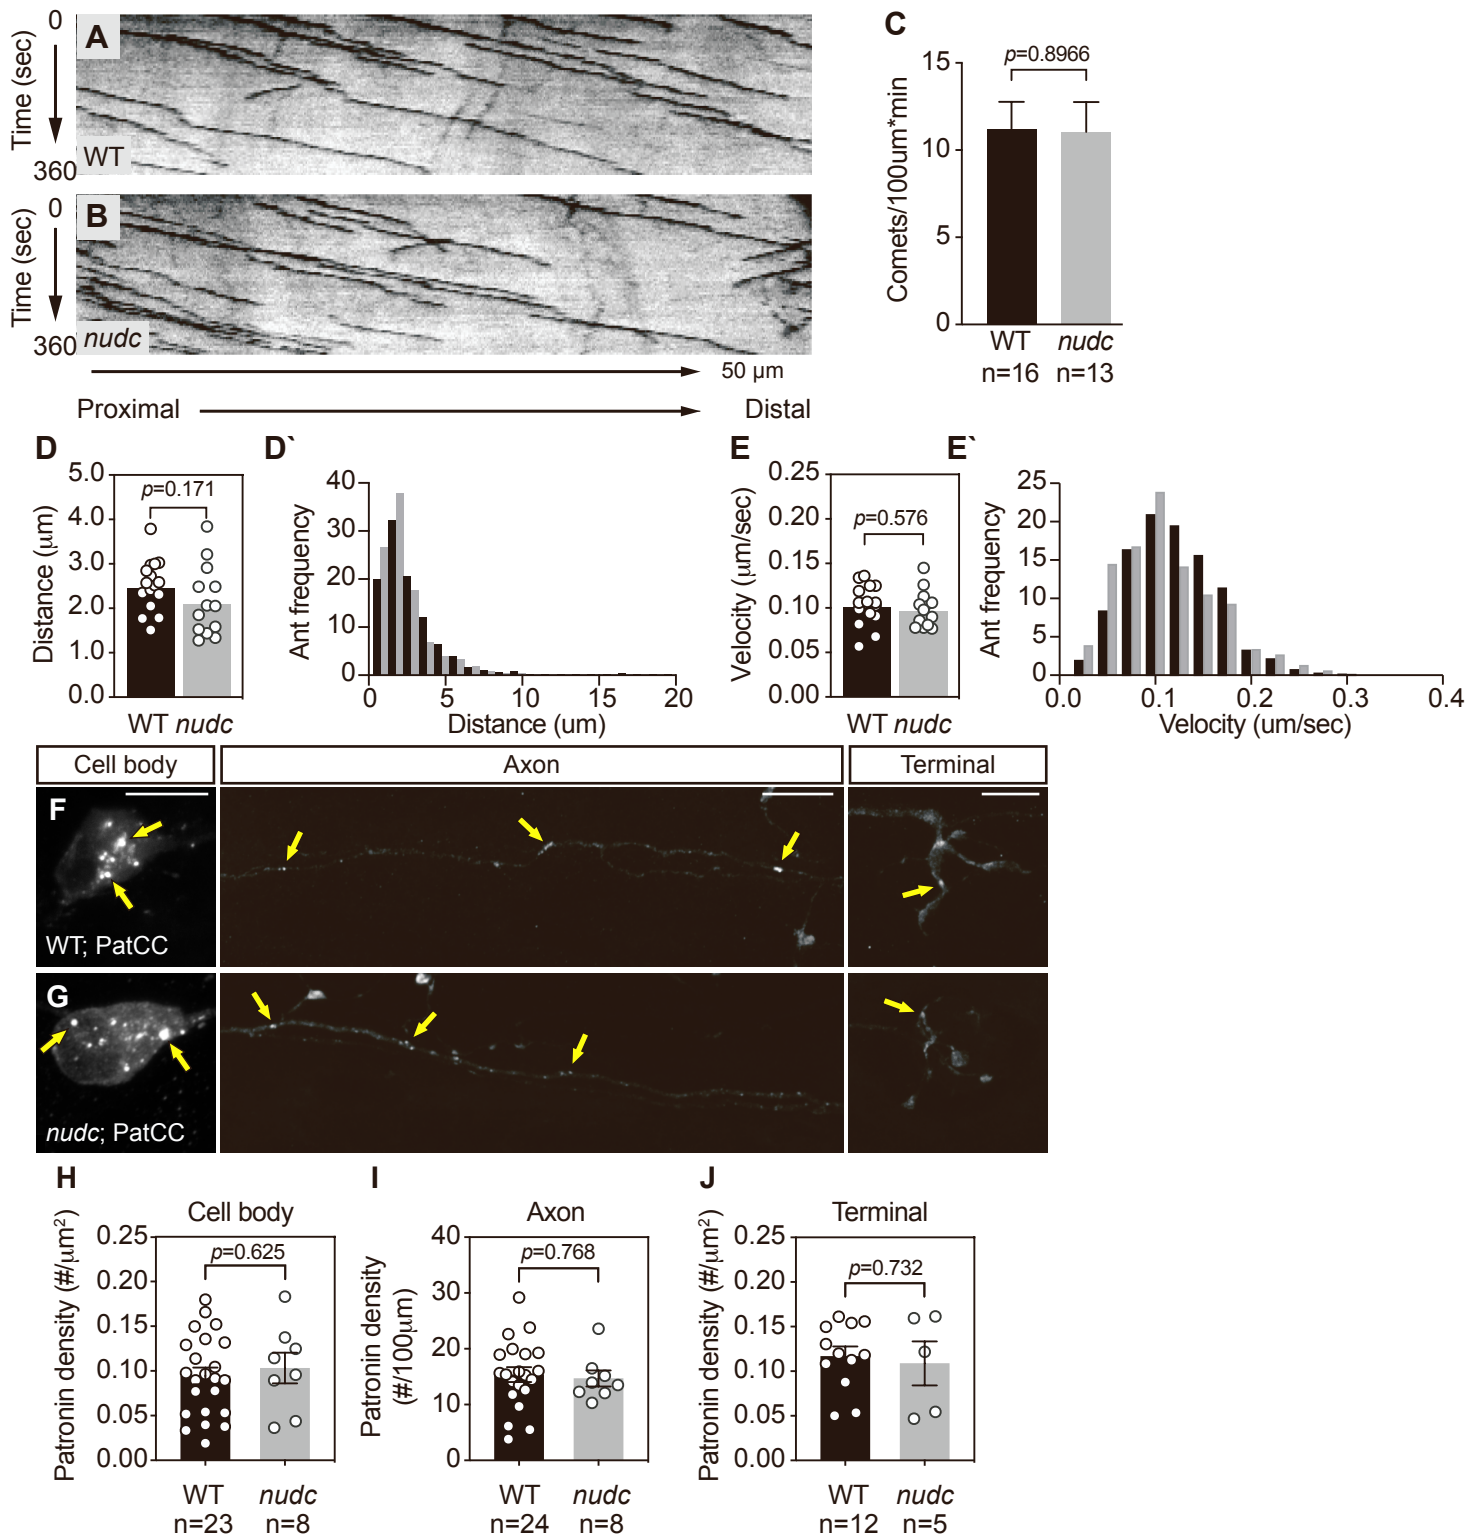 A
0
Time (sec)
360
WT
B
0
Time (sec)
360
nudc
50 µm
Proximal
Distal
C
Comets/100um*min
15
10
5
0
p=0.8966
WT
nudc
n=16
n=13
D
Distance (µm)
5.0
4.0
3.0
2.0
1.0
0.0
p=0.171
WT nudc
D`
Ant frequency
40
30
20
10
0
0
5
10
15
20
Distance (um)
E
Velocity (µm/sec)
0.25
0.20
0.15
0.10
0.05
0.00
p=0.576
WT nudc
E`
Ant frequency
25
20
15
10
5
0
0.0
0.1
0.2
0.3
0.4
Velocity (um/sec)
Cell body
Axon
Terminal
F
WT; PatCC
G
nudc; PatCC
H
Cell body
Patronin density (#/µm²)
0.25
0.20
0.15
0.10
0.05
0.00
p=0.625
WT
nudc
n=23
n=8
I
Axon
Patronin density
(#/100µm)
40
30
20
10
0
p=0.768
WT
nudc
n=24
n=8
J
Terminal
Patronin density (#/µm²)
0.25
0.20
0.15
0.10
0.05
0.00
p=0.732
WT
nudc
n=12
n=5